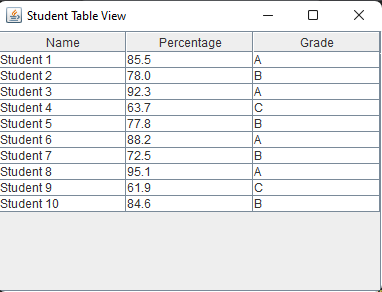 Student Table View
Name Percentage Grade
Student 1 85.5 A
Student 2 78.0 B
Student 3 92.3 A
Student 4 63.7 C
Student 5 77.8 B
Student 6 88.2 A
Student 7 72.5 B
Student 8 95.1 A
Student 9 61.9 C
Student 10 84.6 B